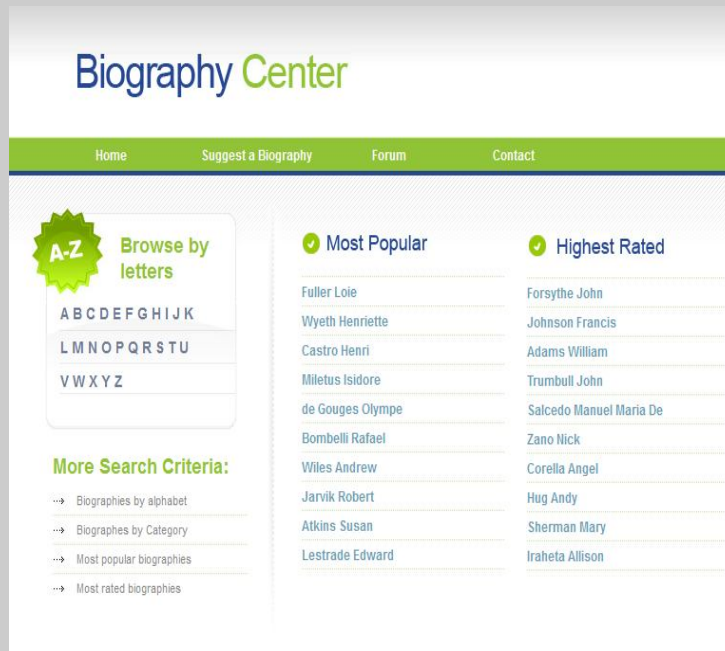 Biography Center
Home Suggest a Biography Forum Contact
A-Z
Browse by
letters
A B C D E F G H I J K
L M N O P Q R S T U
V W X Y Z
More Search Criteria:
Biographies by alphabet
Biographes by Category
Most popular biographies
Most rated biographies
Most Popular
Fuller Loie
Wyeth Henriette
Castro Henri
Miletus Isidore
de Gouges Olympe
Bombelli Rafael
Wiles Andrew
Jarvik Robert
Atkins Susan
Lestrade Edward
Highest Rated
Forsythe John
Johnson Francis
Adams William
Trumbull John
Salcedo Manuel Maria De
Zano Nick
Corella Angel
Hug Andy
Sherman Mary
Iraheta Allison